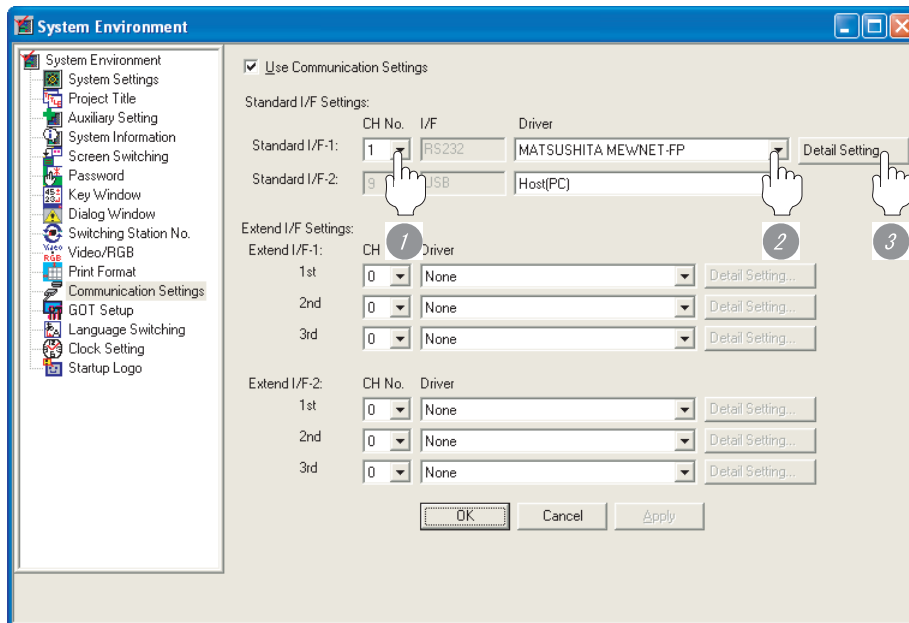 System Environment
System Environment
System Settings
Project Title
Auxiliary Setting
System Information
Screen Switching
Password
Key Window
Dialog Window
Switching Station No.
Video/RGB
Print Format
Communication Settings
GOT Setup
Language Switching
Clock Setting
Startup Logo
Use Communication Settings
Standard I/F Settings:
CH No. I/F Driver
Standard I/F-1: 1 RS232 MATSUSHITA MEWNET-FP Detail Setting...
Standard I/F-2: 9 USB Host(PC)
1 2 3
Extend I/F Settings:
Extend I/F-1: CH Driver
1st 0 None Detail Setting...
2nd 0 None Detail Setting...
3rd 0 None Detail Setting...
Extend I/F-2: CH No. Driver
1st 0 None Detail Setting...
2nd 0 None Detail Setting...
3rd 0 None Detail Setting...
OK Cancel Apply